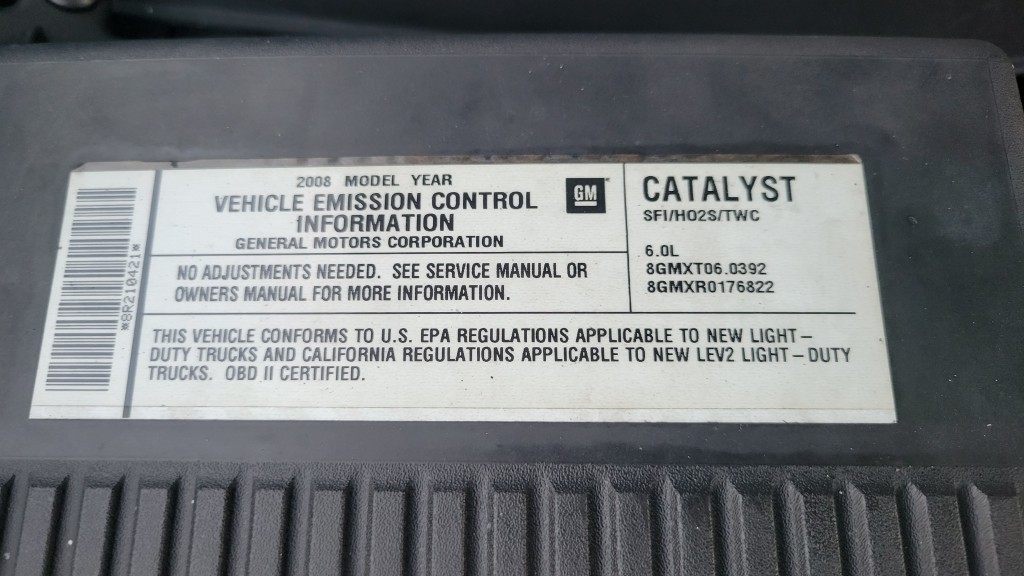 2008 MODEL YEAR
VEHICLE EMISSION CONTROL
INFORMATION
GENERAL MOTORS CORPORATION
GM
NO ADJUSTMENTS NEEDED. SEE SERVICE MANUAL OR
OWNERS MANUAL FOR MORE INFORMATION.
CATALYST
SFI/HO2S/TWC
6.0L
8GMXT06.0392
8GMXR0176822
THIS VEHICLE CONFORMS TO U.S. EPA REGULATIONS APPLICABLE TO NEW LIGHT-
DUTY TRUCKS AND CALIFORNIA REGULATIONS APPLICABLE TO NEW LEV2 LIGHT-DUTY
TRUCKS. OBD II CERTIFIED.
*8R210421*